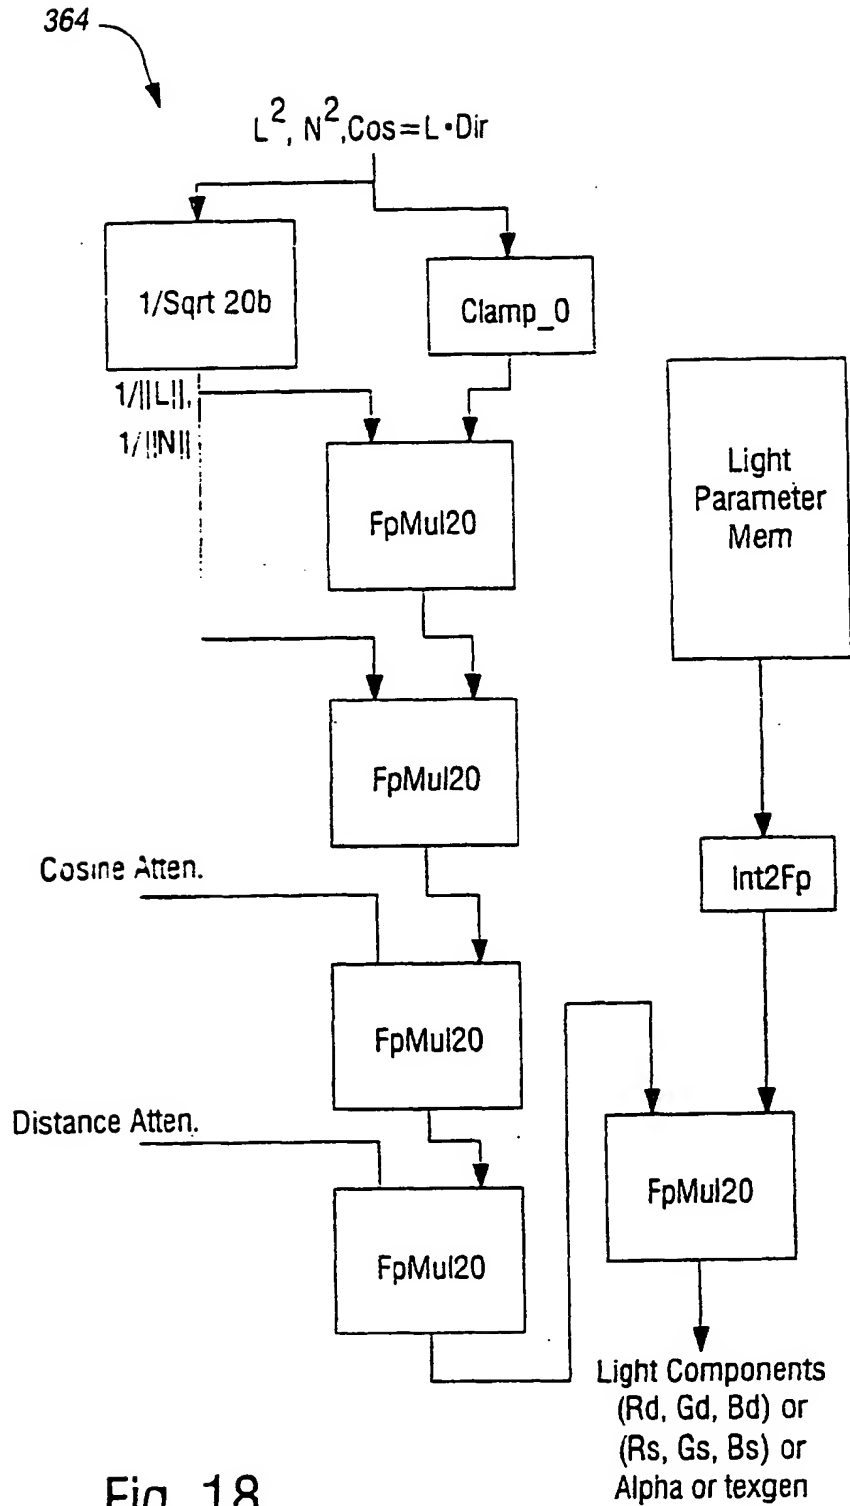 364
L², N², Cos=L•Dir
1/Sqrt 20b
Clamp_0
1/||L||,
1/||N||
FpMul20
Light
Parameter
Mem
FpMul20
Cosine Atten.
Int2Fp
FpMul20
Distance Atten.
FpMul20
FpMul20
Light Components
(Rd, Gd, Bd) or
(Rs, Gs, Bs) or
Alpha or texgen
Fig. 18